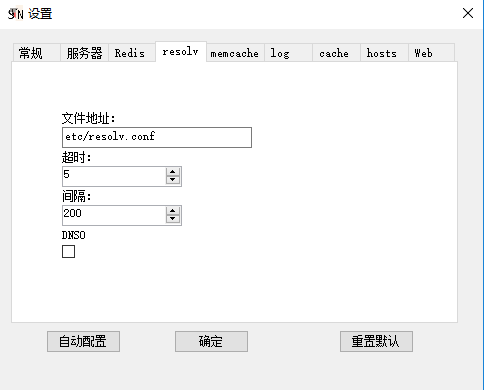 设置
常规 服务器 Redis resolv memcache log cache hosts Web
文件地址:
etc/resolv.conf
超时:
5
间隔:
200
DNSO
自动配置 确定 重置默认